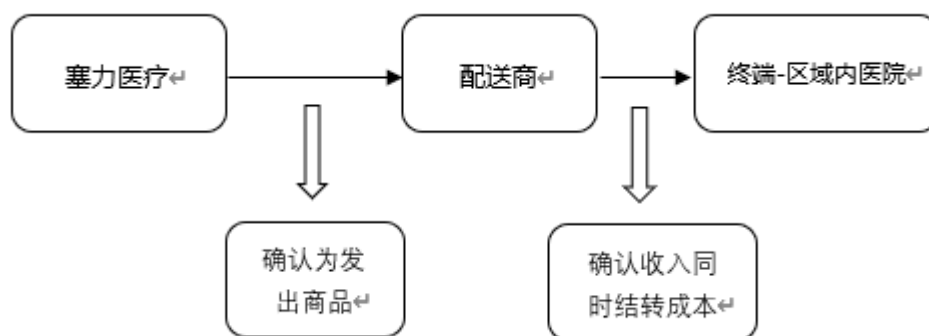 塞力医疗↵
配送商↵
终端-区域内医院↵
确认为发
出商品↵
确认收入同
时结转成本↵